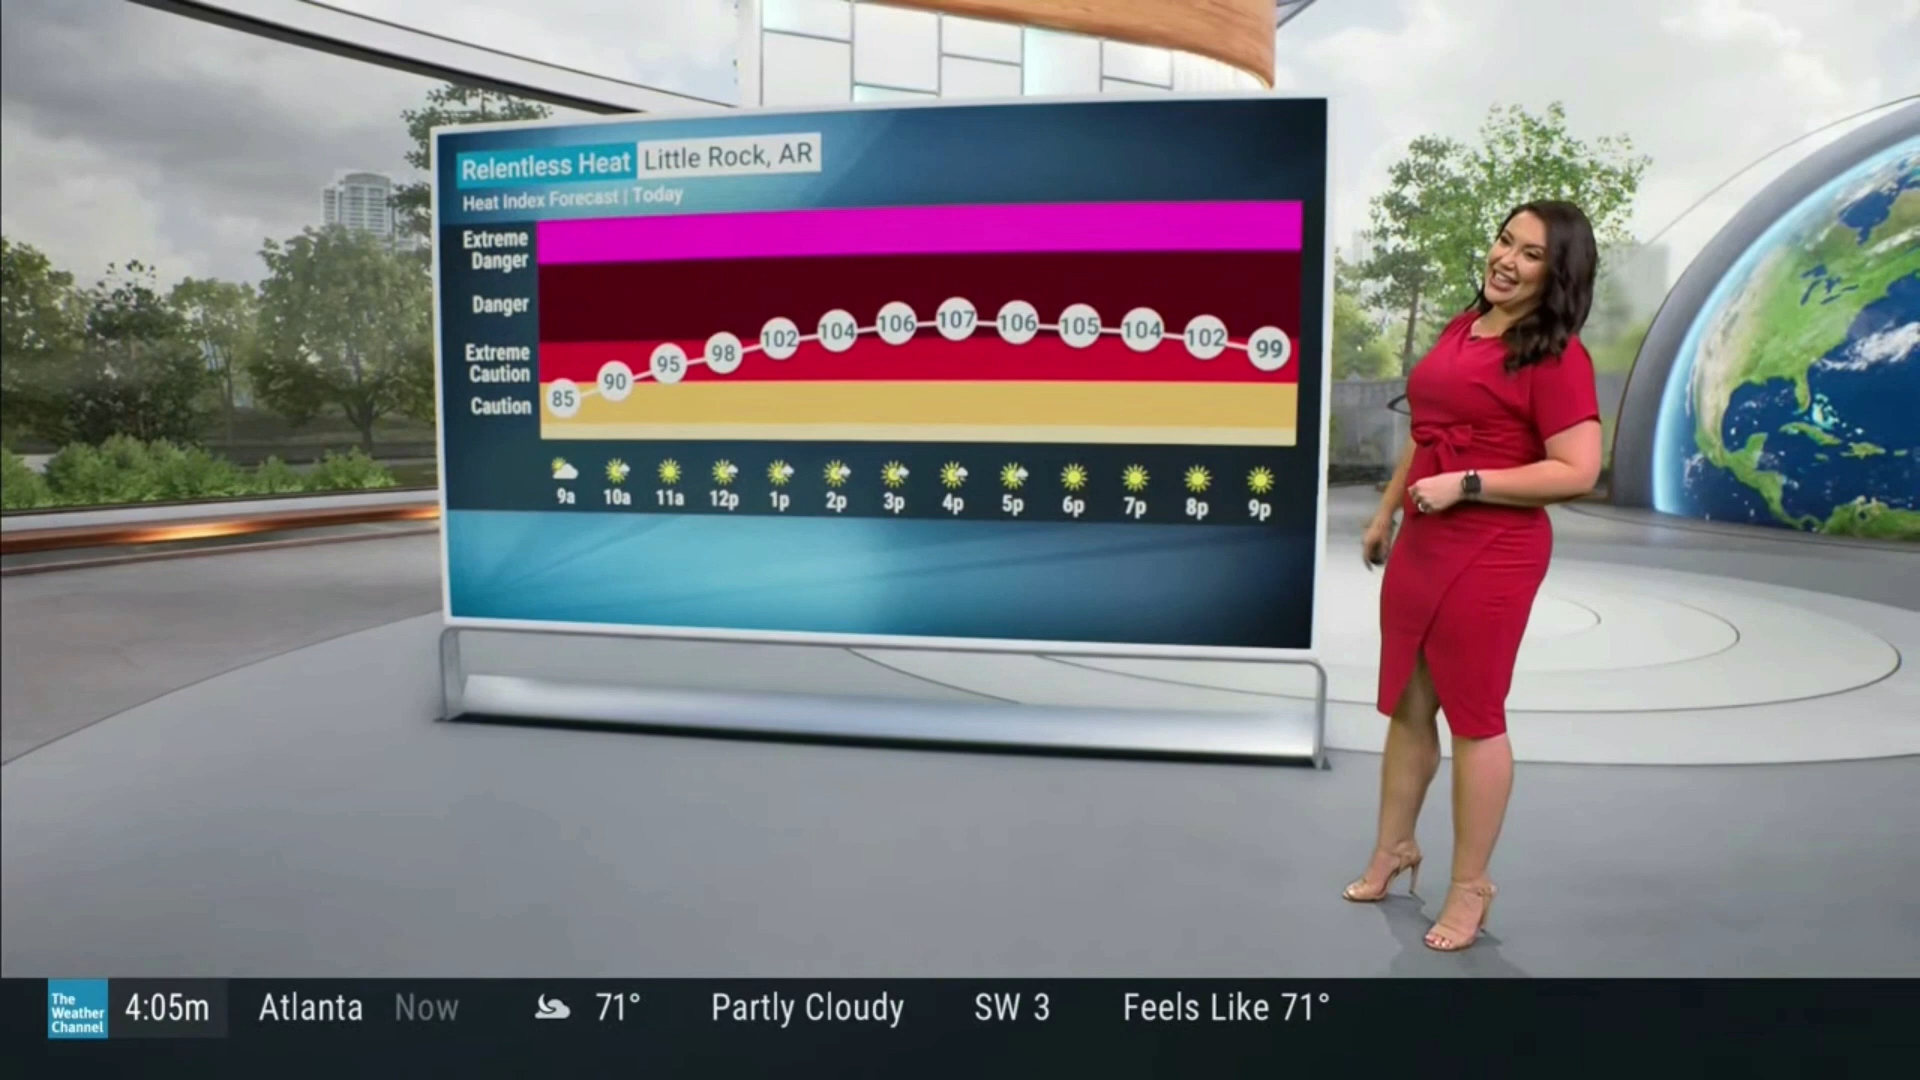 Relentless Heat Little Rock, AR
Heat Index Forecast | Today
Extreme
Danger
Danger
Extreme
Caution
Caution
85 90 95 98 102 104 106 107 106 105 104 102 99
9a 10a 11a 12p 1p 2p 3p 4p 5p 6p 7p 8p 9p
The
Weather
Channel
4:05m Atlanta Now 71° Partly Cloudy SW 3 Feels Like 71°